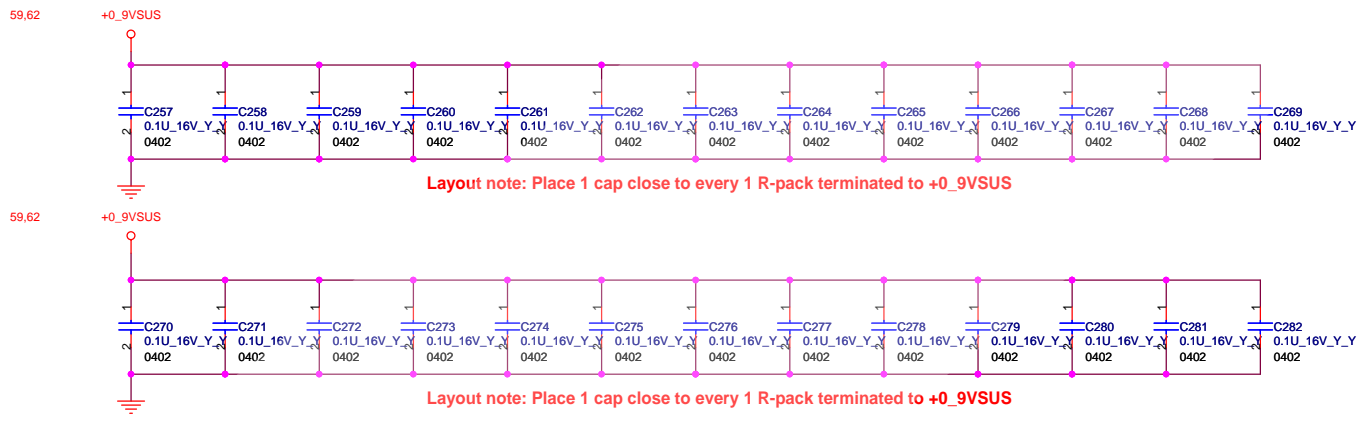 59,62 +0_9VSUS
1 1 1 1 1 1 1 1 1 1 1 1 1
C257 C258 C259 C260 C261 C262 C263 C264 C265 C266 C267 C268 C269
0.1U_16V_Y_Y 0.1U_16V_Y_Y 0.1U_16V_Y_Y 0.1U_16V_Y_Y 0.1U_16V_Y_Y 0.1U_16V_Y_Y 0.1U_16V_Y_Y 0.1U_16V_Y_Y 0.1U_16V_Y_Y 0.1U_16V_Y_Y 0.1U_16V_Y_Y 0.1U_16V_Y_Y 0.1U_16V_Y_Y
2 2 2 2 2 2 2 2 2 2 2 2 2
0402 0402 0402 0402 0402 0402 0402 0402 0402 0402 0402 0402 0402
Layout note: Place 1 cap close to every 1 R-pack terminated to +0_9VSUS
59,62 +0_9VSUS
1 1 1 1 1 1 1 1 1 1 1 1 1
C270 C271 C272 C273 C274 C275 C276 C277 C278 C279 C280 C281 C282
0.1U_16V_Y_Y 0.1U_16V_Y_Y 0.1U_16V_Y_Y 0.1U_16V_Y_Y 0.1U_16V_Y_Y 0.1U_16V_Y_Y 0.1U_16V_Y_Y 0.1U_16V_Y_Y 0.1U_16V_Y_Y 0.1U_16V_Y_Y 0.1U_16V_Y_Y 0.1U_16V_Y_Y 0.1U_16V_Y_Y
2 2 2 2 2 2 2 2 2 2 2 2 2
0402 0402 0402 0402 0402 0402 0402 0402 0402 0402 0402 0402 0402
Layout note: Place 1 cap close to every 1 R-pack terminated to +0_9VSUS